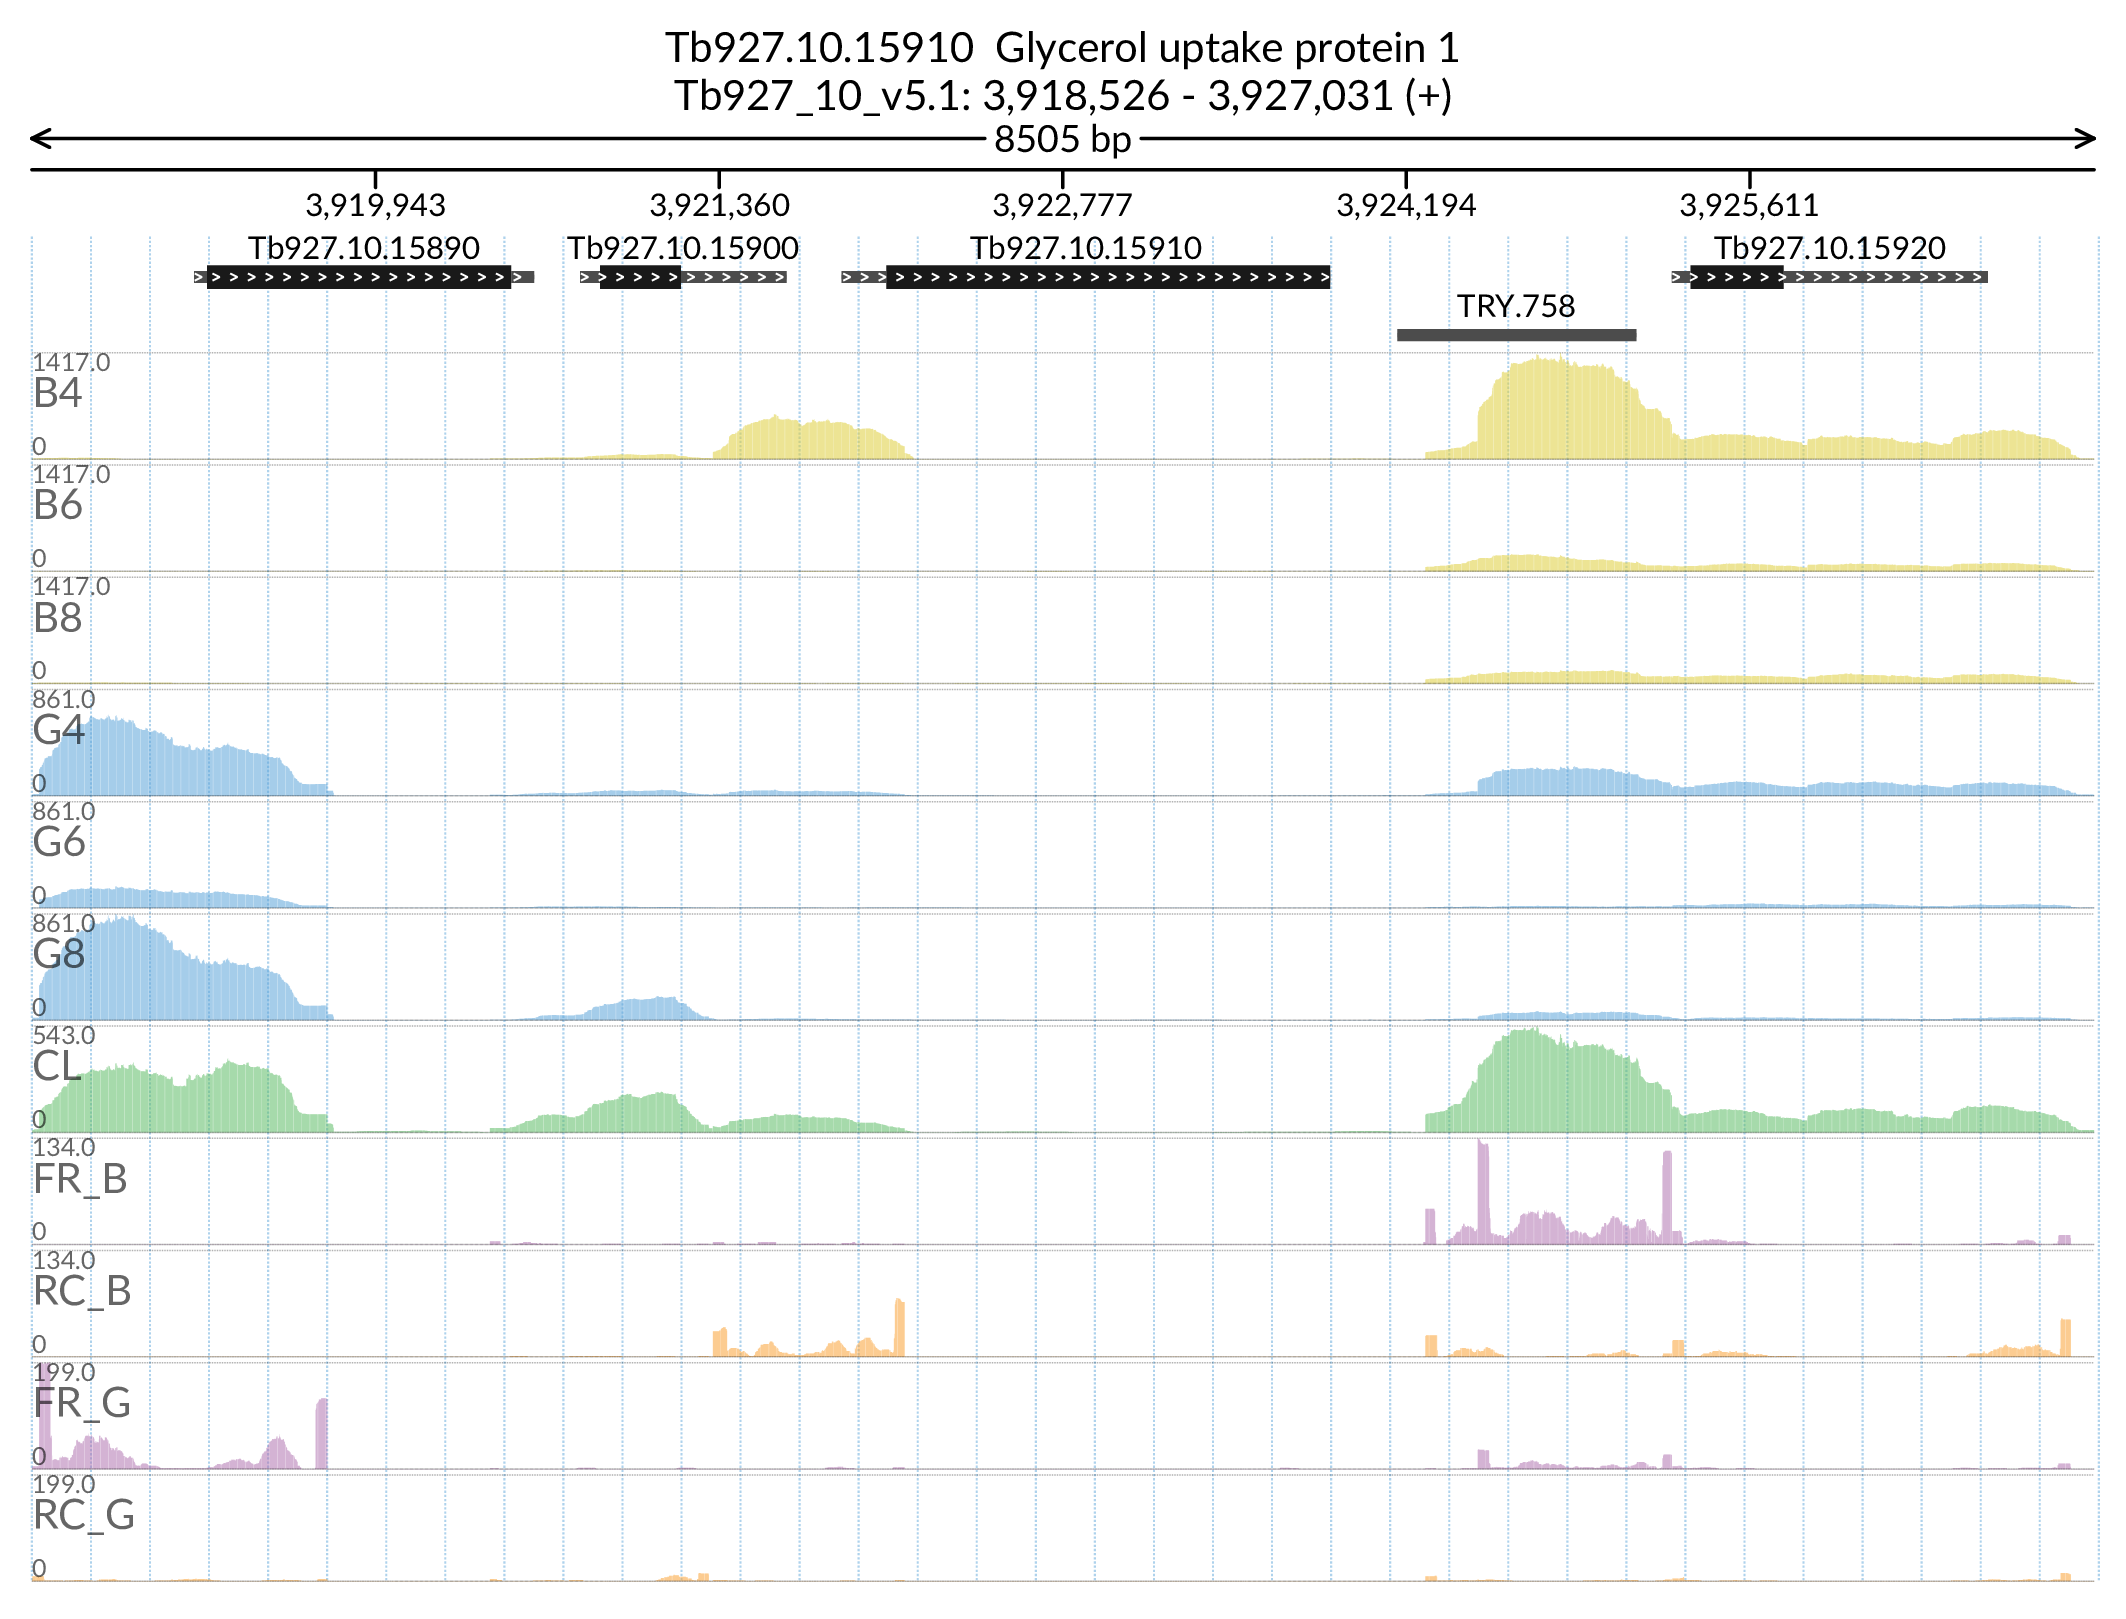 Tb927.10.15910  Glycerol uptake protein 1
Tb927_10_v5.1: 3,918,526 - 3,927,031 (+)
8505 bp
3,919,943 3,921,360 3,922,777 3,924,194 3,925,611
Tb927.10.15890 Tb927.10.15900 Tb927.10.15910 Tb927.10.15920
TRY.758
1417.0
B4
0
1417.0
B6
0
1417.0
B8
0
861.0
G4
0
861.0
G6
0
861.0
G8
0
543.0
CL
0
134.0
FR_B
0
134.0
RC_B
0
199.0
FR_G
0
199.0
RC_G
0